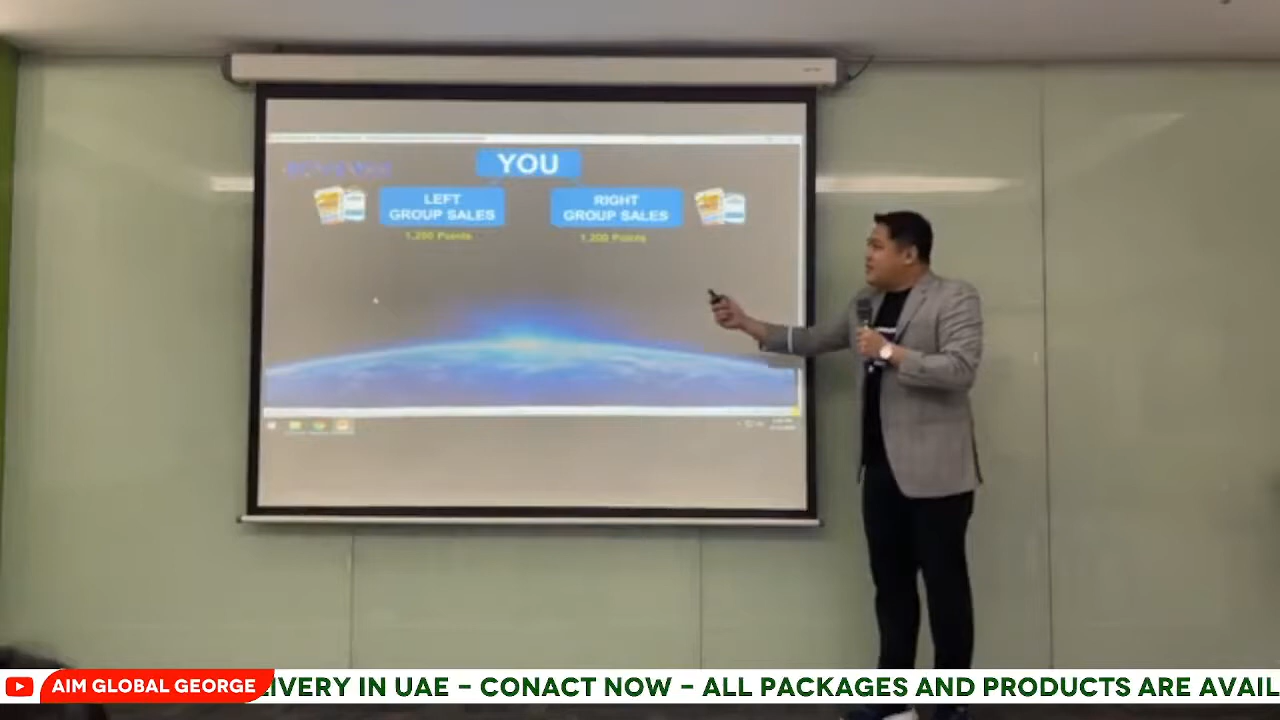 YOU
LEFT
GROUP SALES
RIGHT
GROUP SALES
1,200 Points
1,200 Points
AIM GLOBAL GEORGE
IVERY IN UAE - CONACT NOW - ALL PACKAGES AND PRODUCTS ARE AVAIL